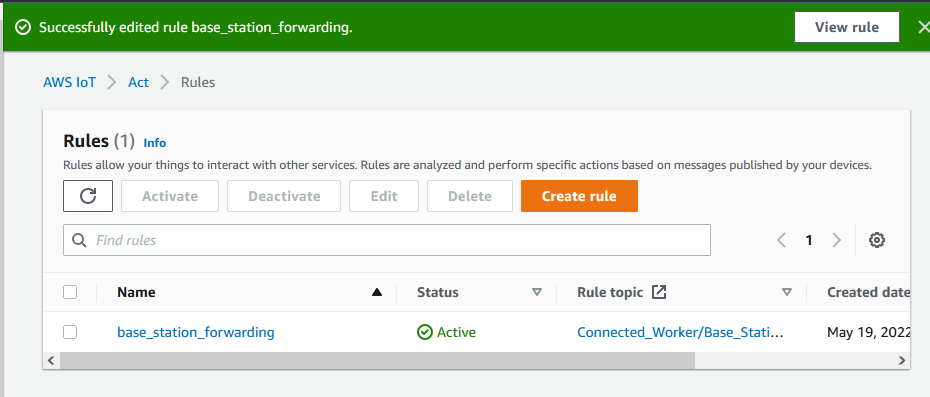 Successfully edited rule base_station_forwarding.
View rule
AWS IoT > Act > Rules
Rules (1) Info
Rules allow your things to interact with other services. Rules are analyzed and perform specific actions based on messages published by your devices.
Activate Deactivate Edit Delete Create rule
Find rules
1
Name Status Rule topic Created date
base_station_forwarding Active Connected_Worker/Base_Stati... May 19, 2022